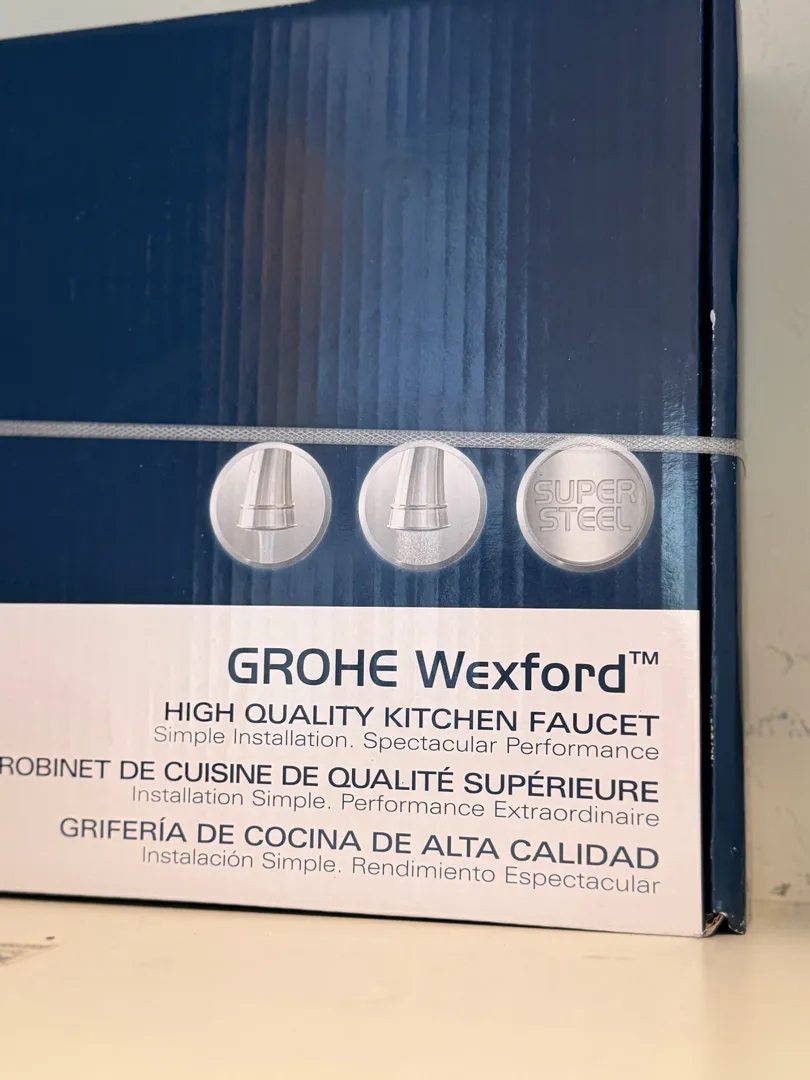 SUPER
STEEL
GROHE Wexford™
HIGH QUALITY KITCHEN FAUCET
Simple Installation. Spectacular Performance
ROBINET DE CUISINE DE QUALITÉ SUPÉRIEURE
Installation Simple. Performance Extraordinaire
GRIFERÍA DE COCINA DE ALTA CALIDAD
Instalación Simple. Rendimiento Espectacular